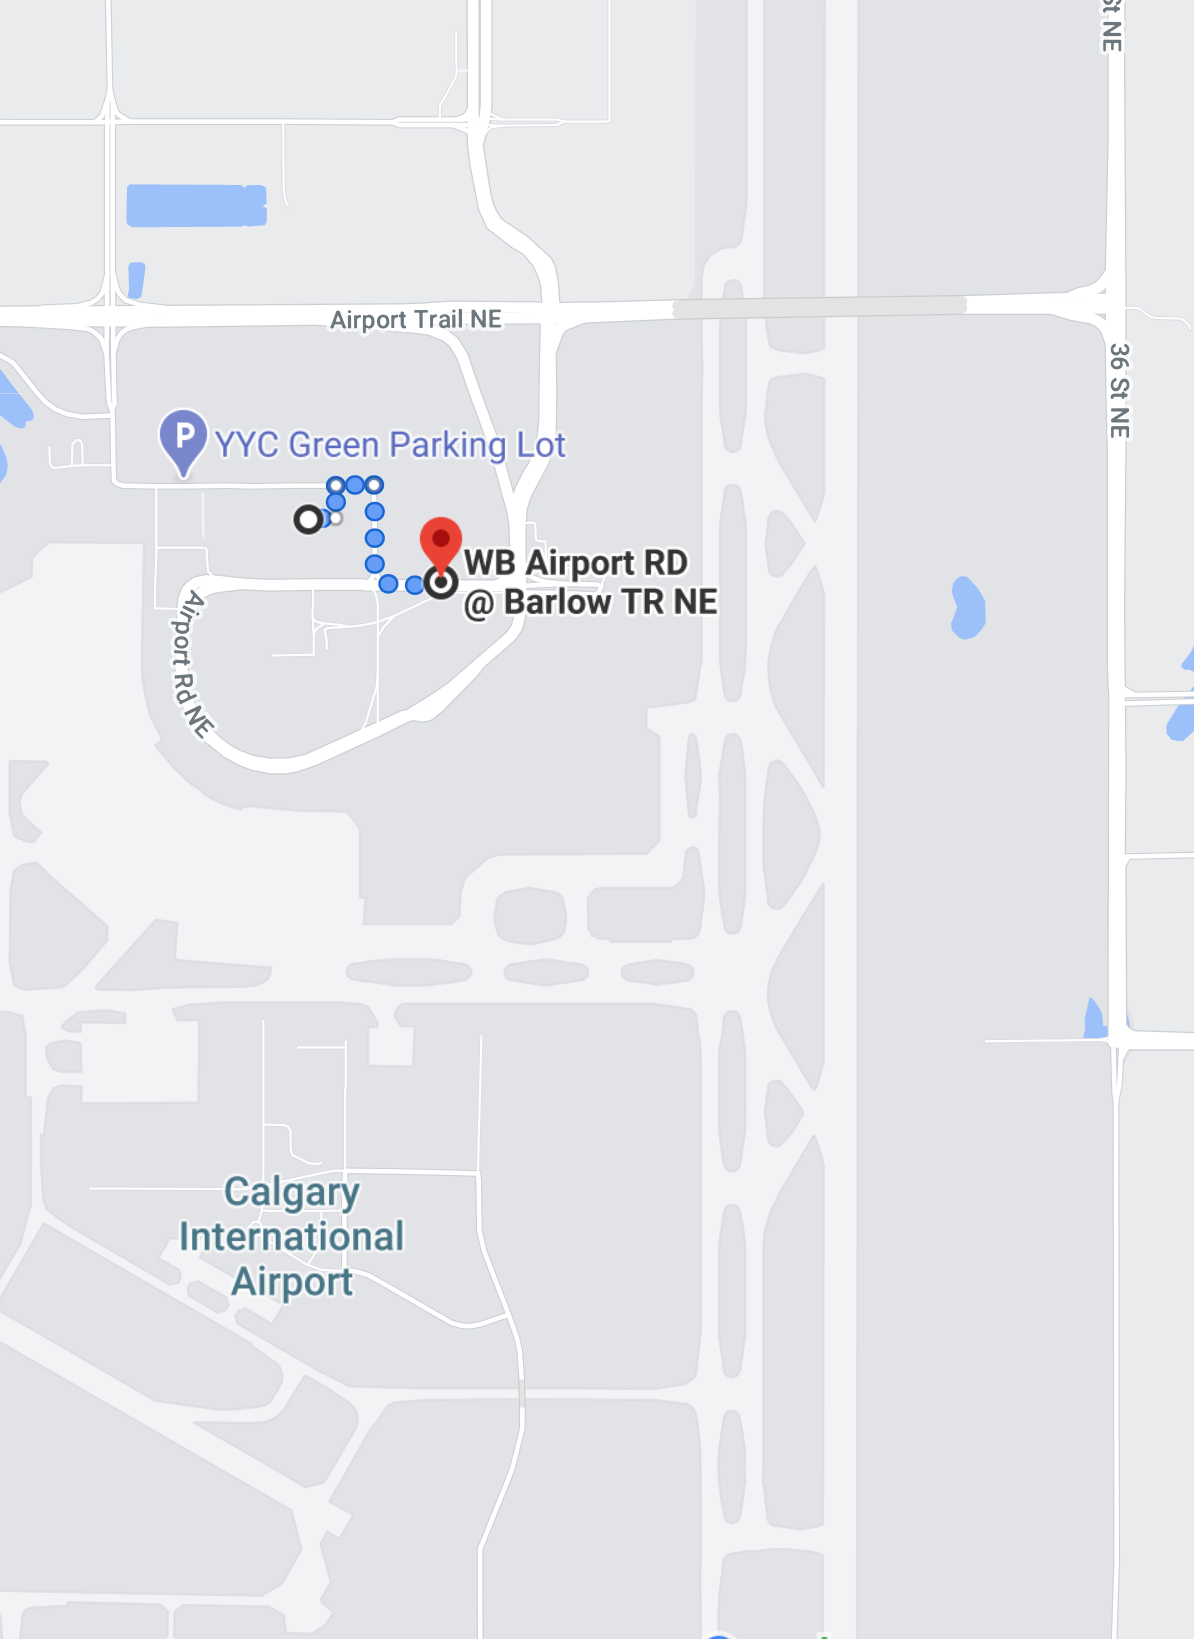 St NE
Airport Trail NE
36 St NE
P
YYC Green Parking Lot
WB Airport RD
@ Barlow TR NE
Airport Rd NE
Calgary
International
Airport